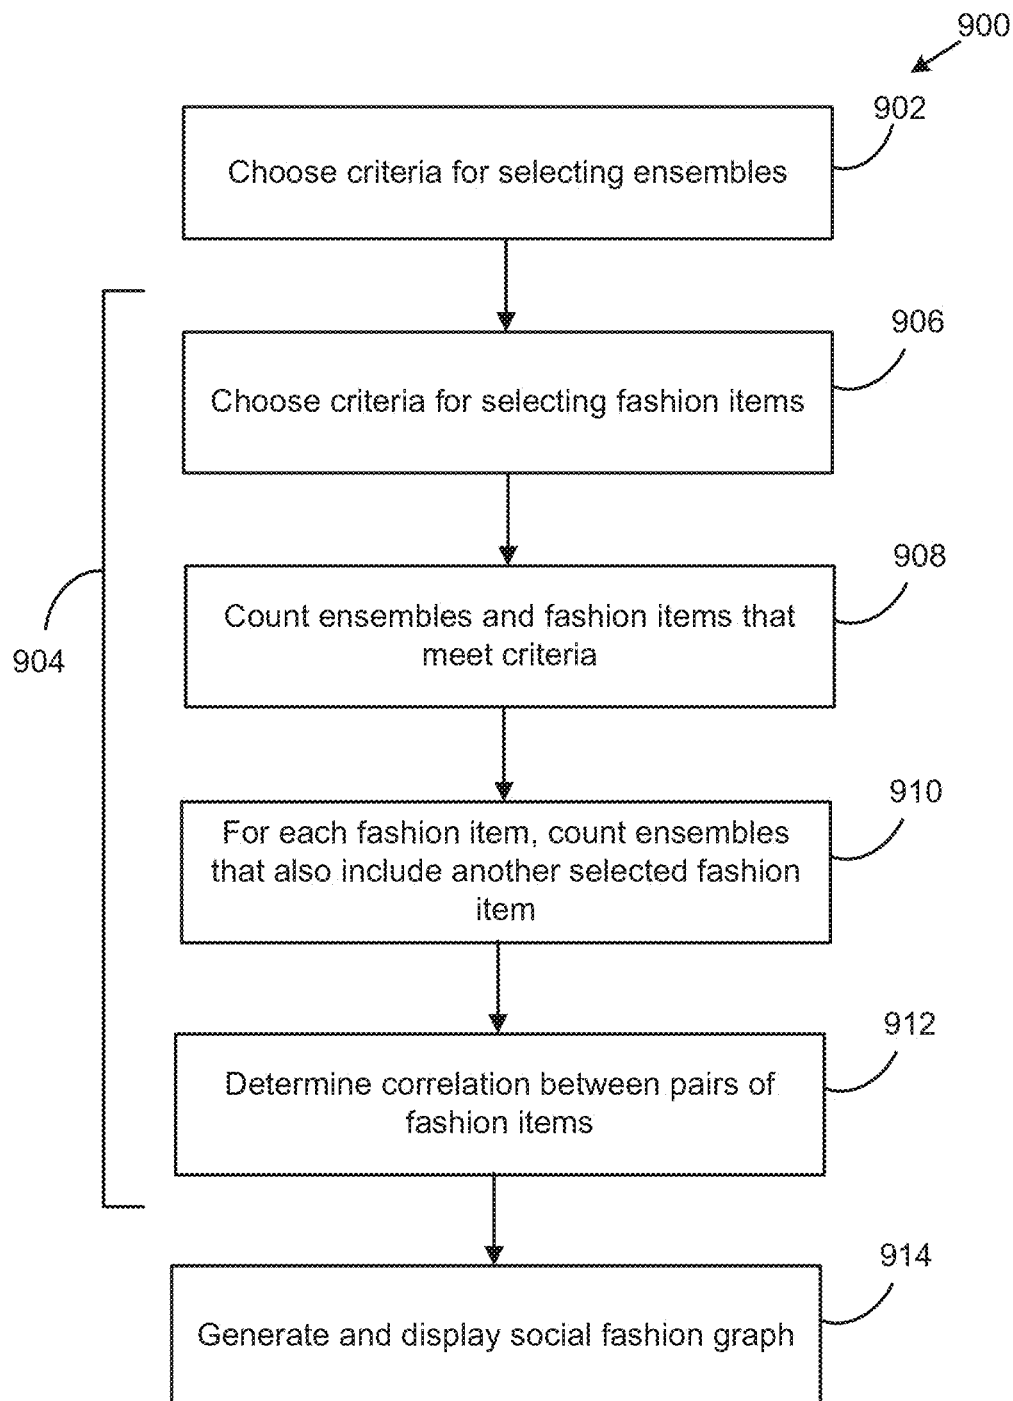 900
902
Choose criteria for selecting ensembles
906
Choose criteria for selecting fashion items
908
Count ensembles and fashion items that
meet criteria
904
910
For each fashion item, count ensembles
that also include another selected fashion
item
912
Determine correlation between pairs of
fashion items
914
Generate and display social fashion graph